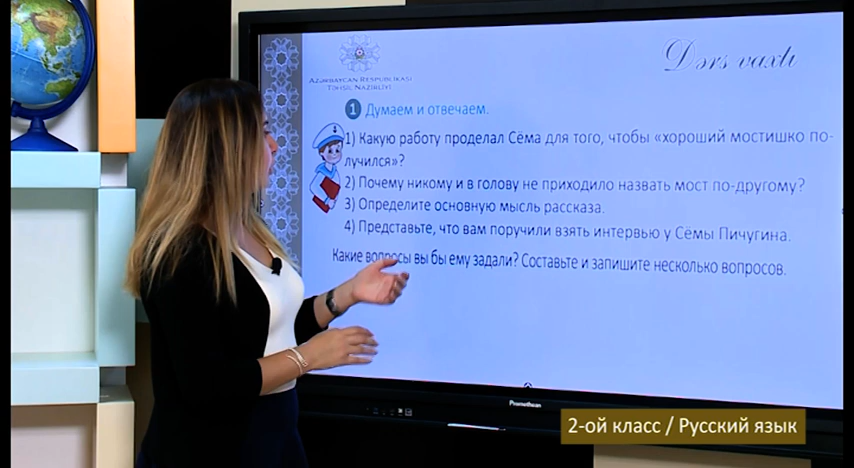 AZƏRBAYCAN RESPUBLİKASI
TƏHSİL NAZİRLİYİ
Dərs vaxtı
1 Думаем и отвечаем.
1) Какую работу проделал Сёма для того, чтобы «хороший мостишко по-
лучился»?
2) Почему никому и в голову не приходило назвать мост по-другому?
3) Определите основную мысль рассказа.
4) Представьте, что вам поручили взять интервью у Сёмы Пичугина.
Какие вопросы вы бы ему задали? Составьте и запишите несколько вопросов.
Promethean
2-ой класс / Русский язык